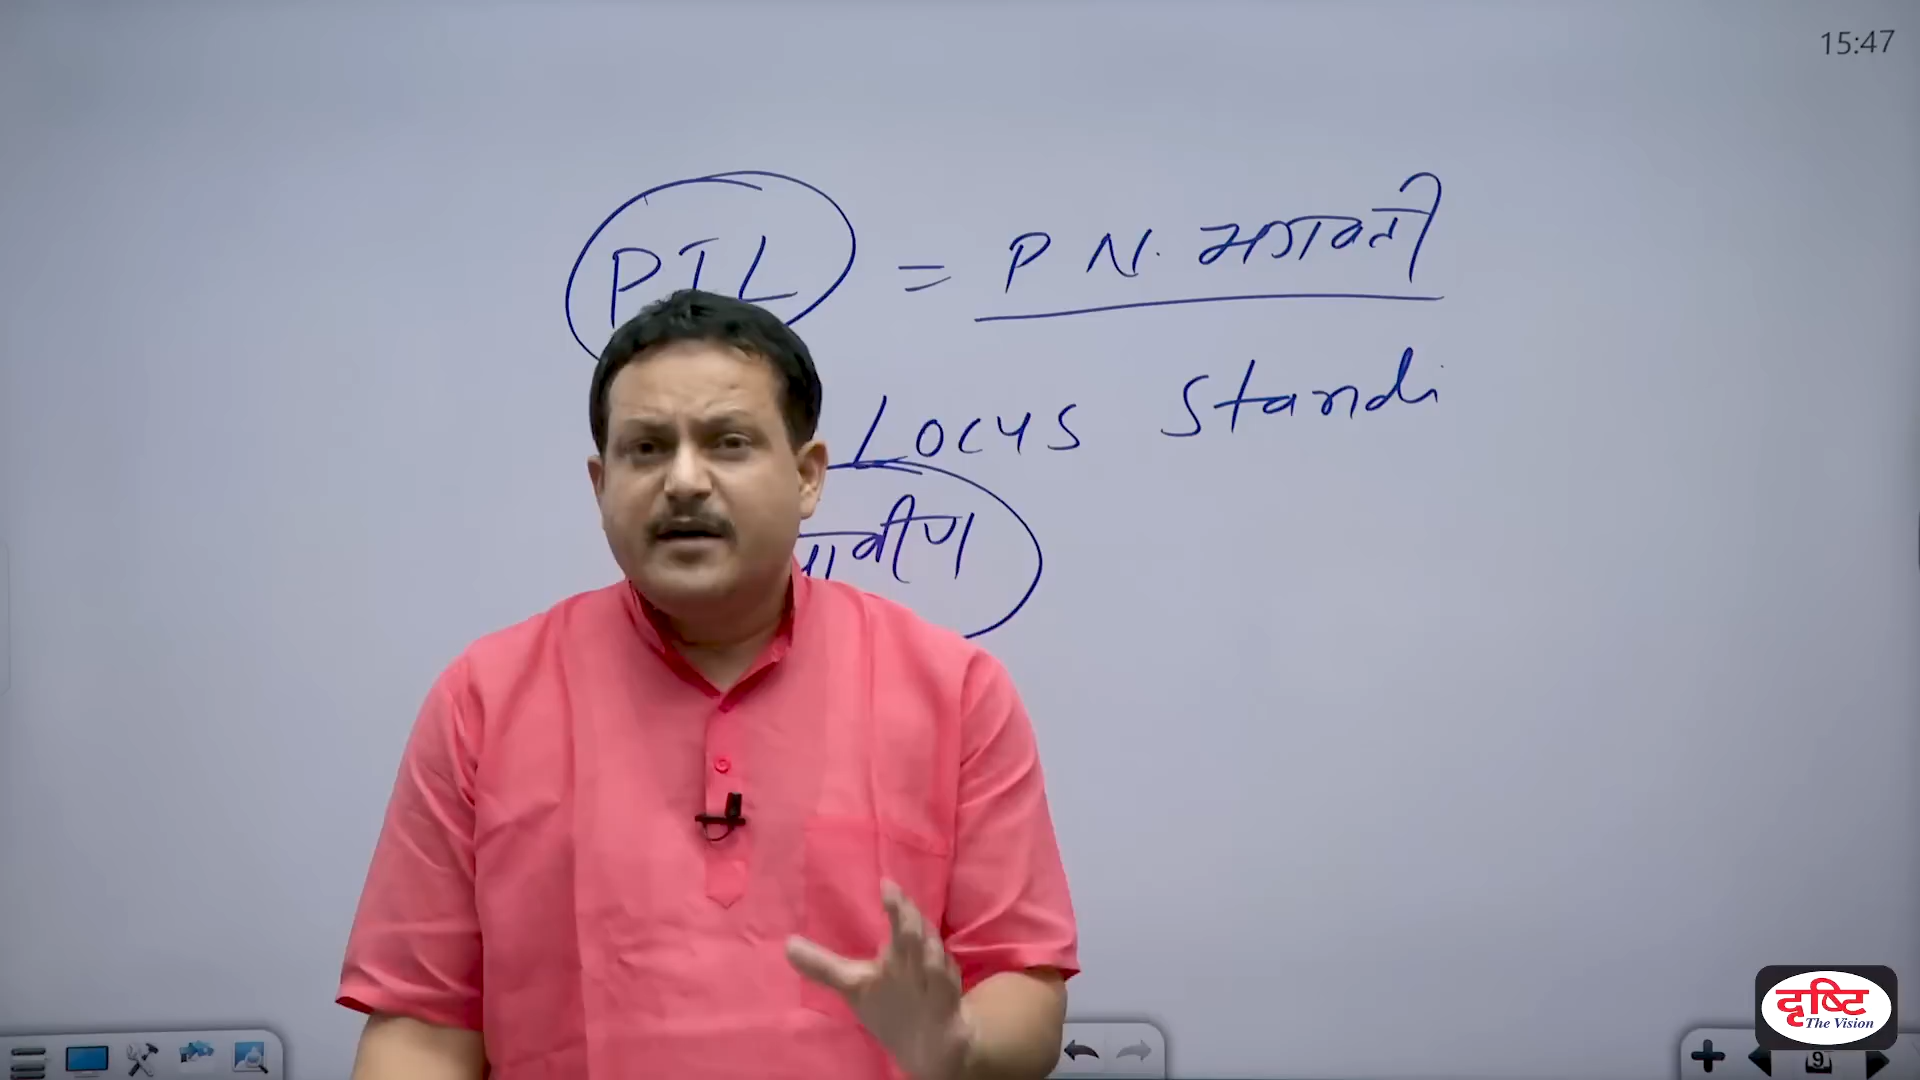 15:47
PIL = P N. भगवती
Locus Standi
दृष्टि
The Vision
9